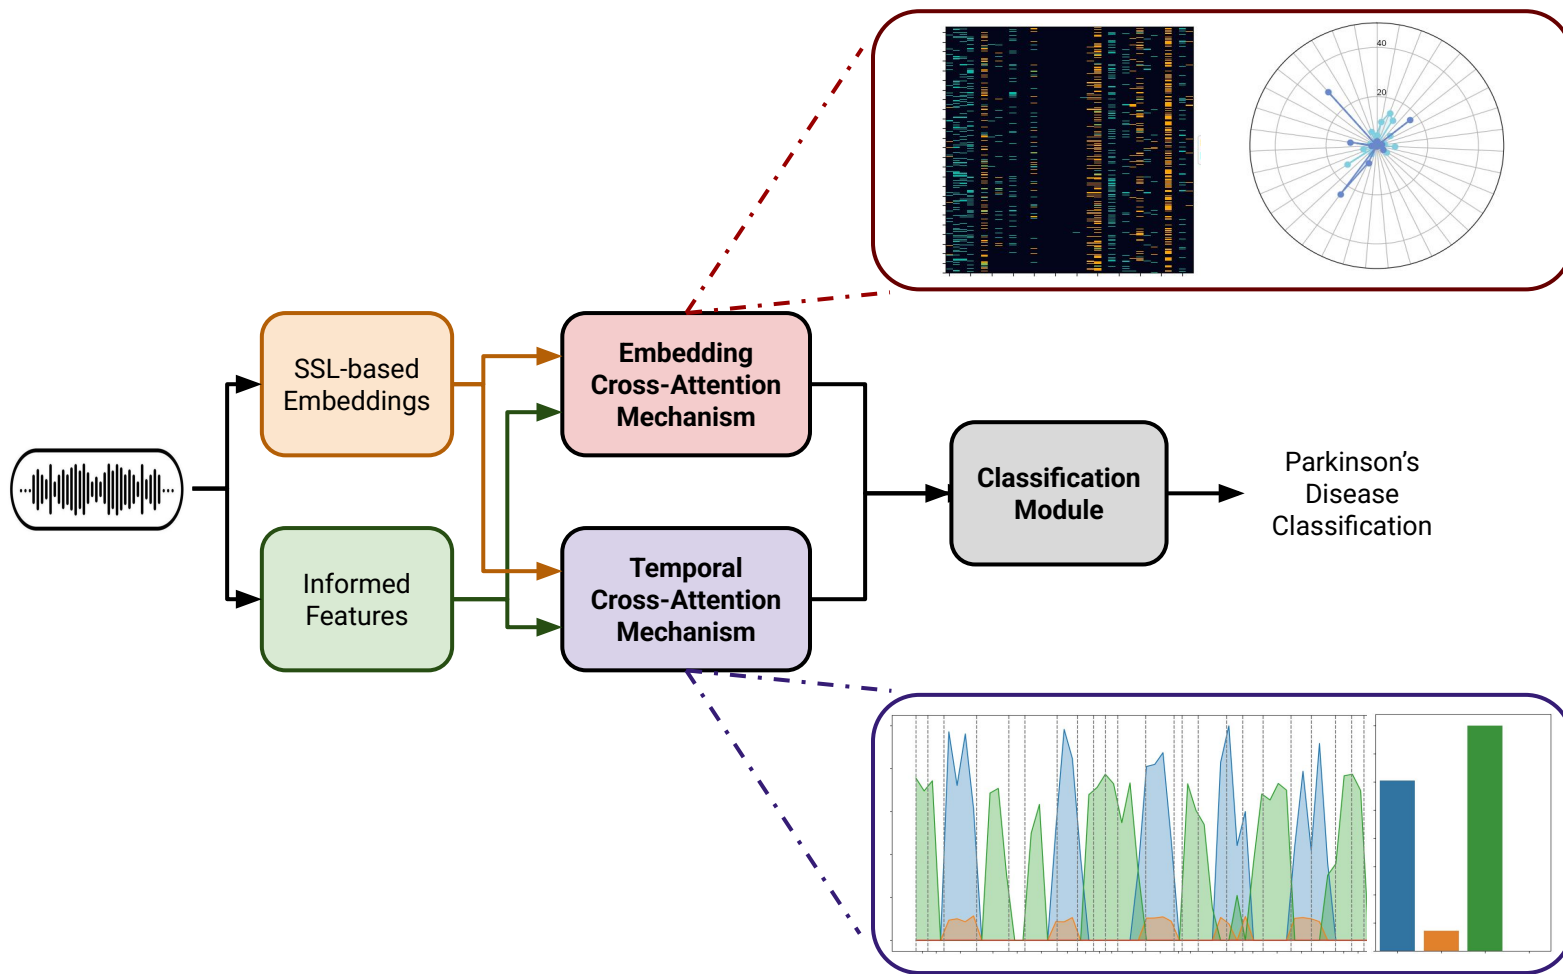 40
20
SSL-based
Embeddings
Embedding
Cross-Attention
Mechanism
Informed
Features
Temporal
Cross-Attention
Mechanism
Classification
Module
Parkinson's
Disease
Classification